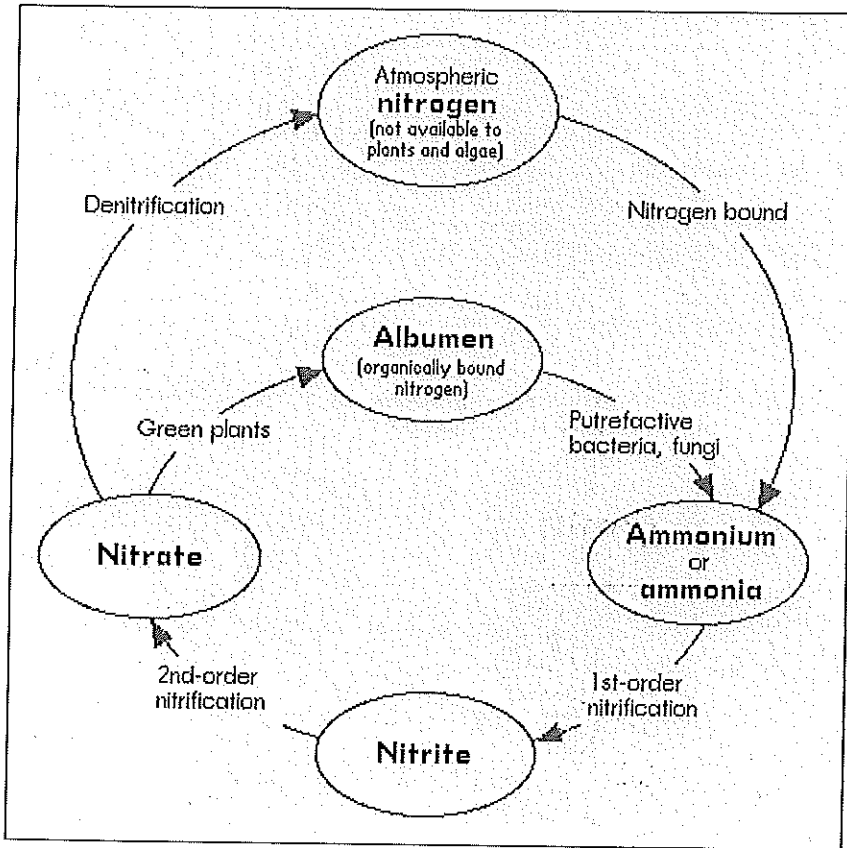 Atmospheric
nitrogen
(not available to
plants and algae)
Denitrification
Nitrogen bound
Albumen
(organically bound
nitrogen)
Green plants
Putrefactive
bacteria, fungi
Nitrate
Ammonium
or
ammonia
2nd-order
nitrification
1st-order
nitrification
Nitrite